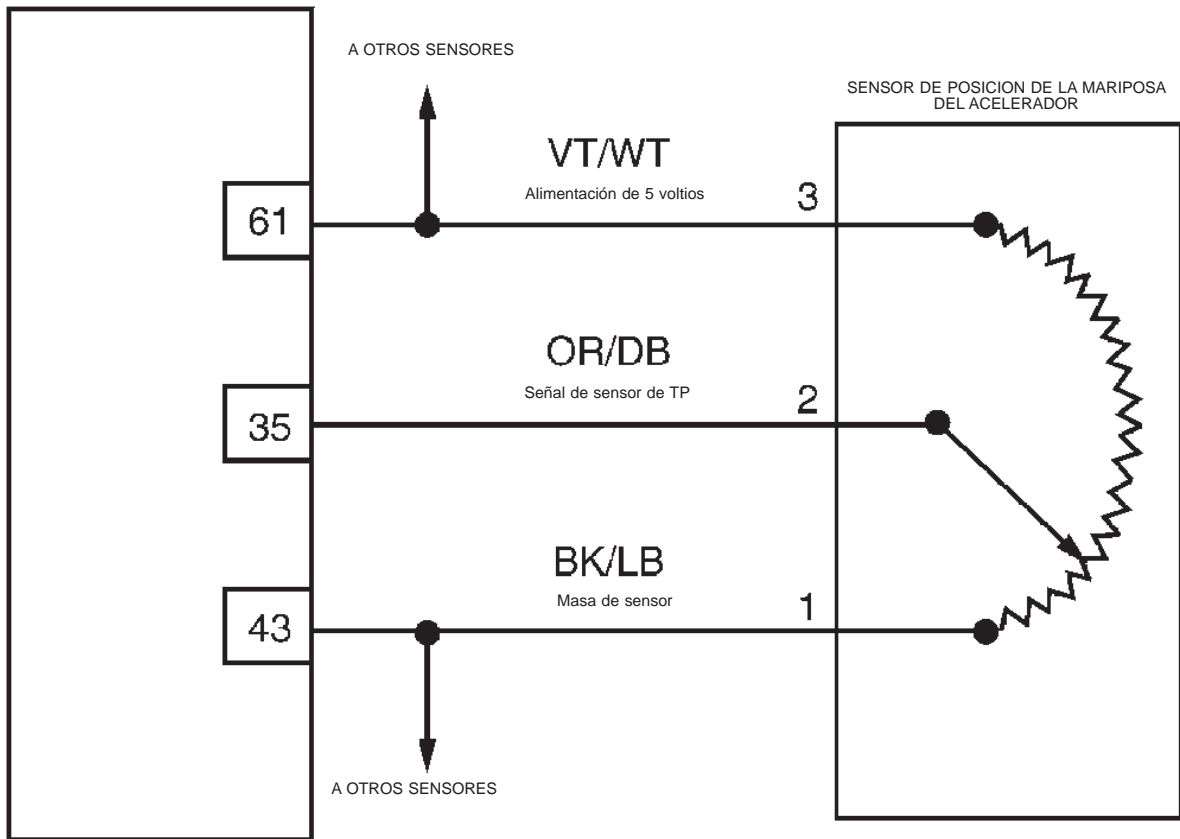 A OTROS SENSORES
SENSOR DE POSICION DE LA MARIPOSA
DEL ACELERADOR
VT/WT
Alimentación de 5 voltios
61
3
OR/DB
Señal de sensor de TP
35
2
BK/LB
Masa de sensor
43
1
A OTROS SENSORES